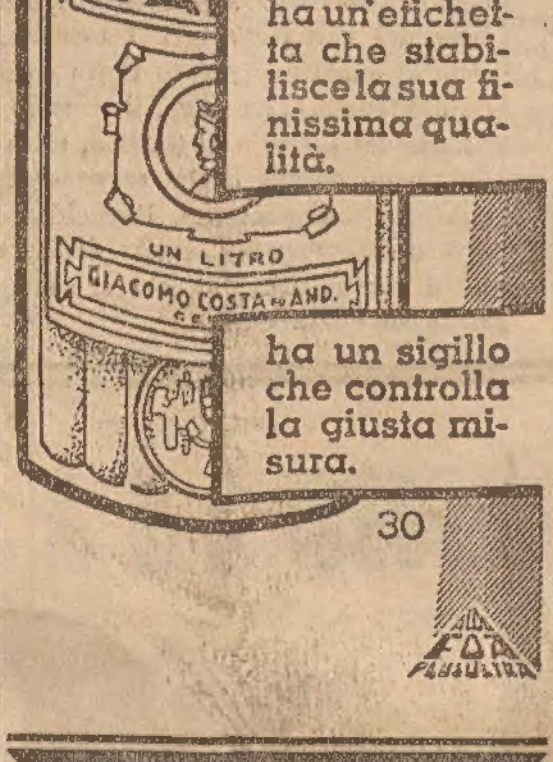 ha un'etichet-
ta che stabi-
lisce la sua fi-
nissima qua-
lità.
UN LITRO
GIACOMO COSTA FU AND.
ha un sigillo
che controlla
la giusta mi-
sura.
30